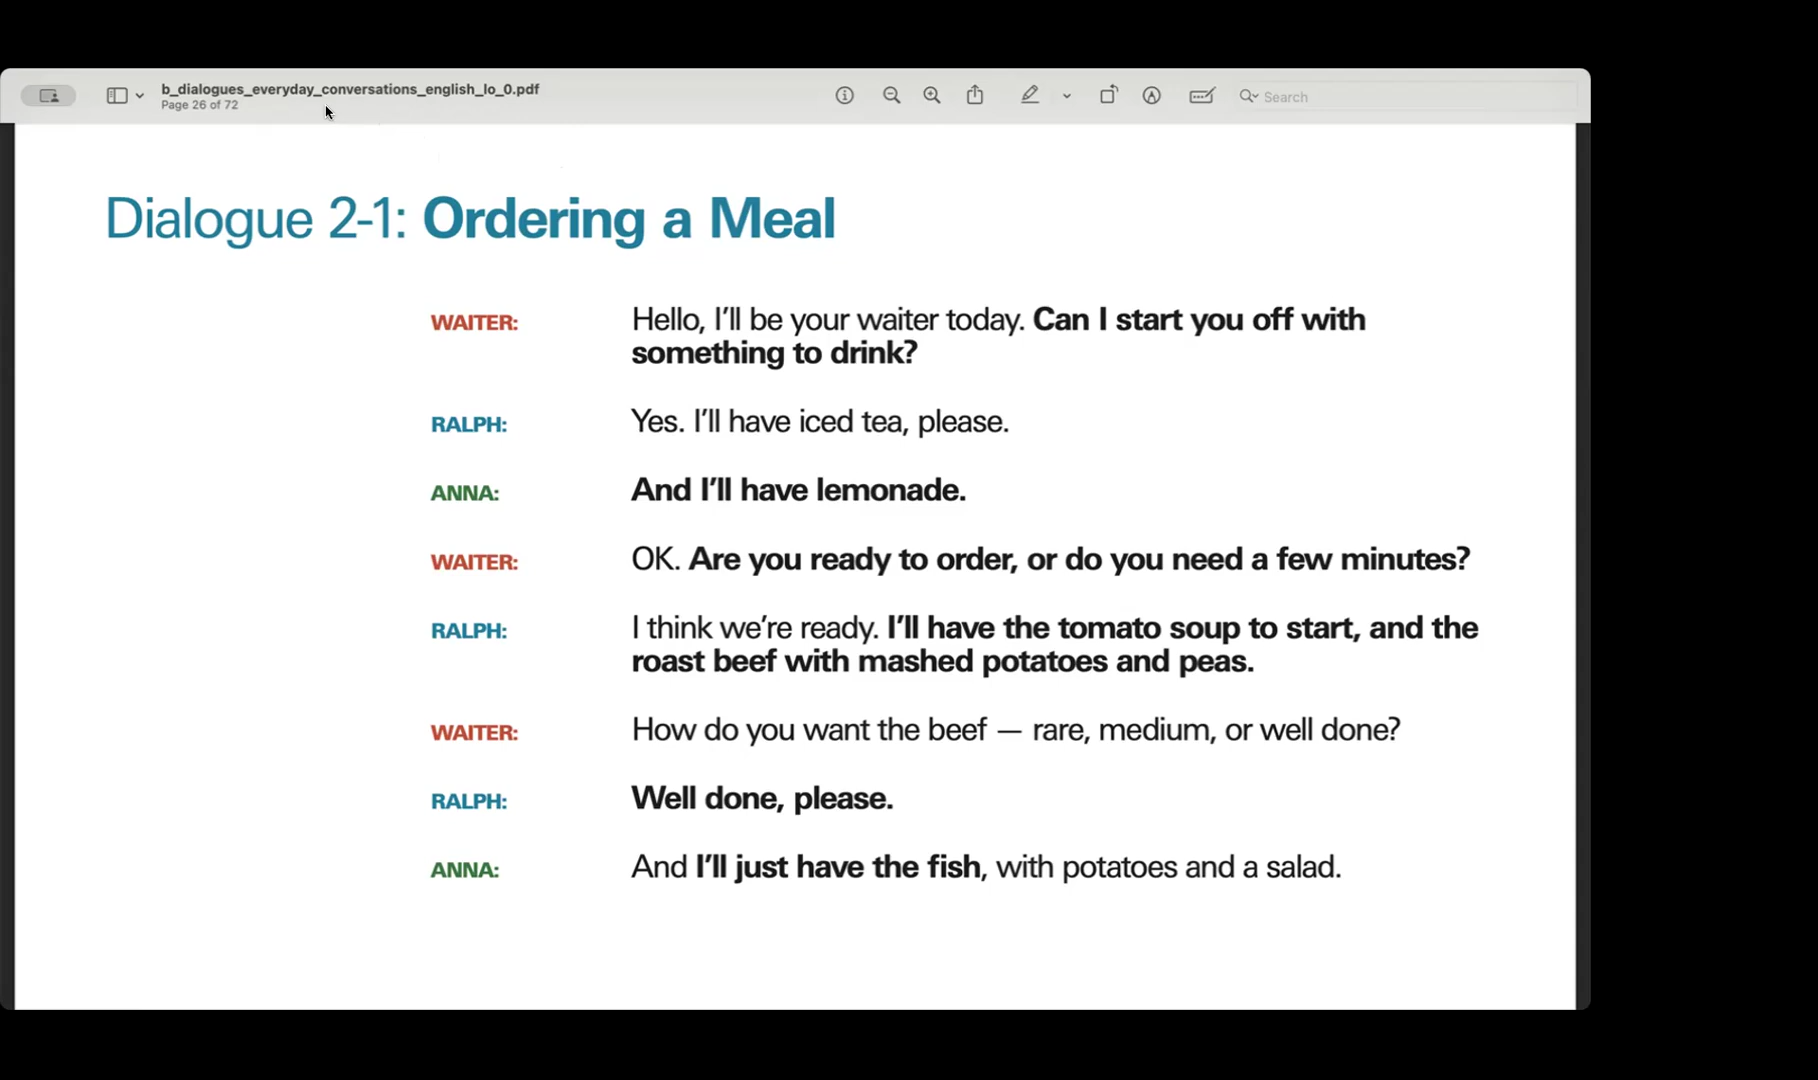 b_dialogues_everyday_conversations_english_lo_0.pdf
Page 26 of 72
Search
Dialogue 2-1: Ordering a Meal
WAITER: Hello, I'll be your waiter today. Can I start you off with
something to drink?
RALPH: Yes. I'll have iced tea, please.
ANNA: And I'll have lemonade.
WAITER: OK. Are you ready to order, or do you need a few minutes?
RALPH: I think we're ready. I'll have the tomato soup to start, and the
roast beef with mashed potatoes and peas.
WAITER: How do you want the beef — rare, medium, or well done?
RALPH: Well done, please.
ANNA: And I'll just have the fish, with potatoes and a salad.